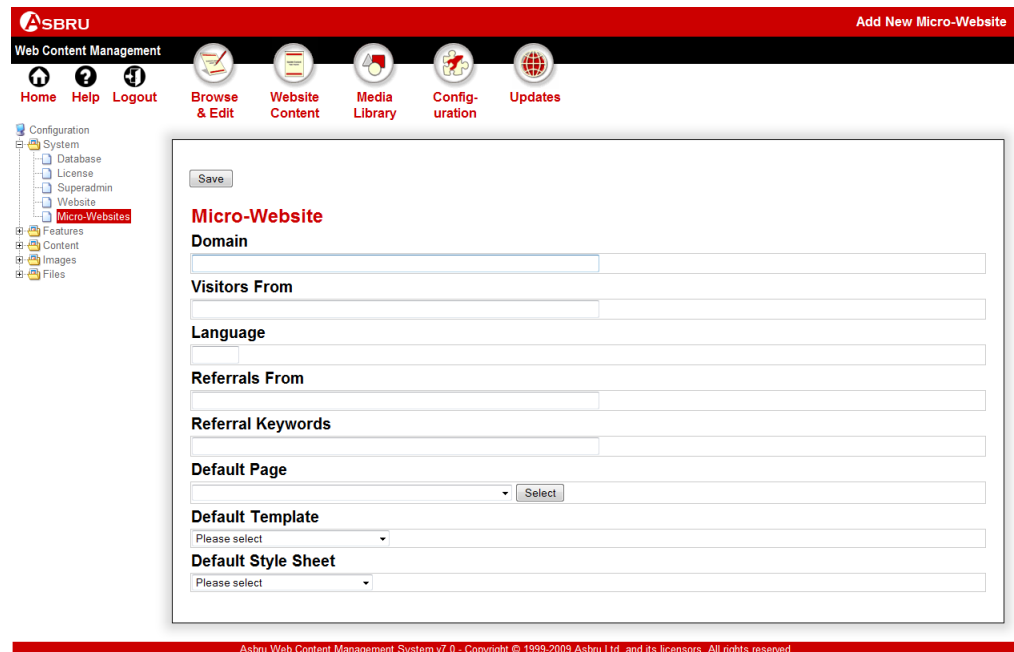 ASBRU
Add New Micro-Website
Web Content Management
Home Help Logout
Browse & Edit
Website Content
Media Library
Config-uration
Updates
Configuration
System
Database
License
Superadmin
Website
Micro-Websites
Features
Content
Images
Files
Save
Micro-Website
Domain
Visitors From
Language
Referrals From
Referral Keywords
Default Page
Select
Default Template
Please select
Default Style Sheet
Please select
Asbru Web Content Management System v7.0 - Copyright © 1999-2009 Asbru Ltd. and its licensors. All rights reserved.